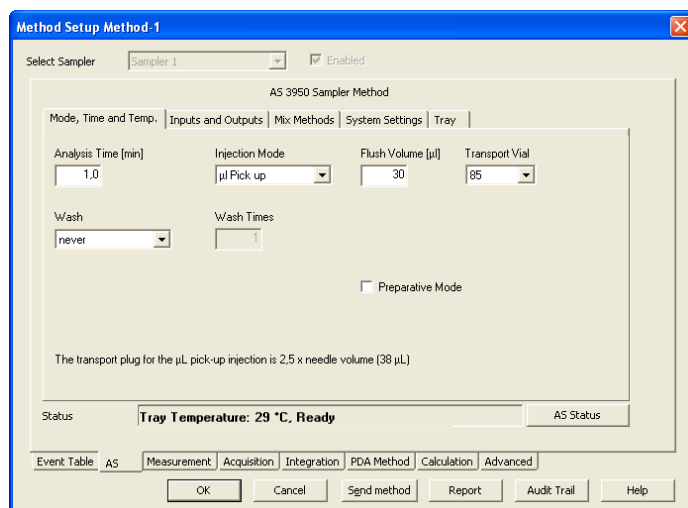 Method Setup Method-1
Select Sampler Sampler 1 Enabled
AS 3950 Sampler Method
Mode, Time and Temp. Inputs and Outputs Mix Methods System Settings Tray
Analysis Time [min] Injection Mode Flush Volume [µl] Transport Vial
1,0 µl Pick up 30 85
Wash Wash Times
never 1
Preparative Mode
The transport plug for the µL pick-up injection is 2,5 x needle volume (38 µL)
Status Tray Temperature: 29 °C, Ready AS Status
Event Table AS Measurement Acquisition Integration PDA Method Calculation Advanced
OK Cancel Send method Report Audit Trail Help